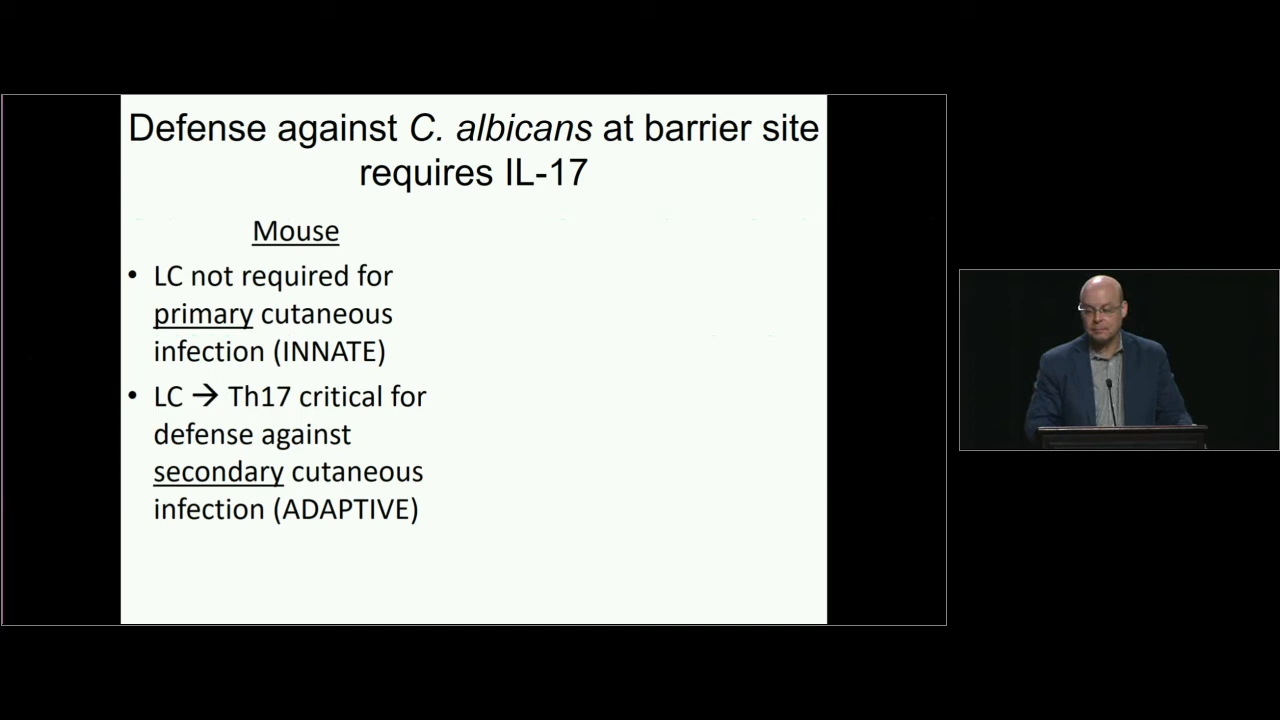 Defense against C. albicans at barrier site
requires IL-17
Mouse
• LC not required for
primary cutaneous
infection (INNATE)
• LC → Th17 critical for
defense against
secondary cutaneous
infection (ADAPTIVE)